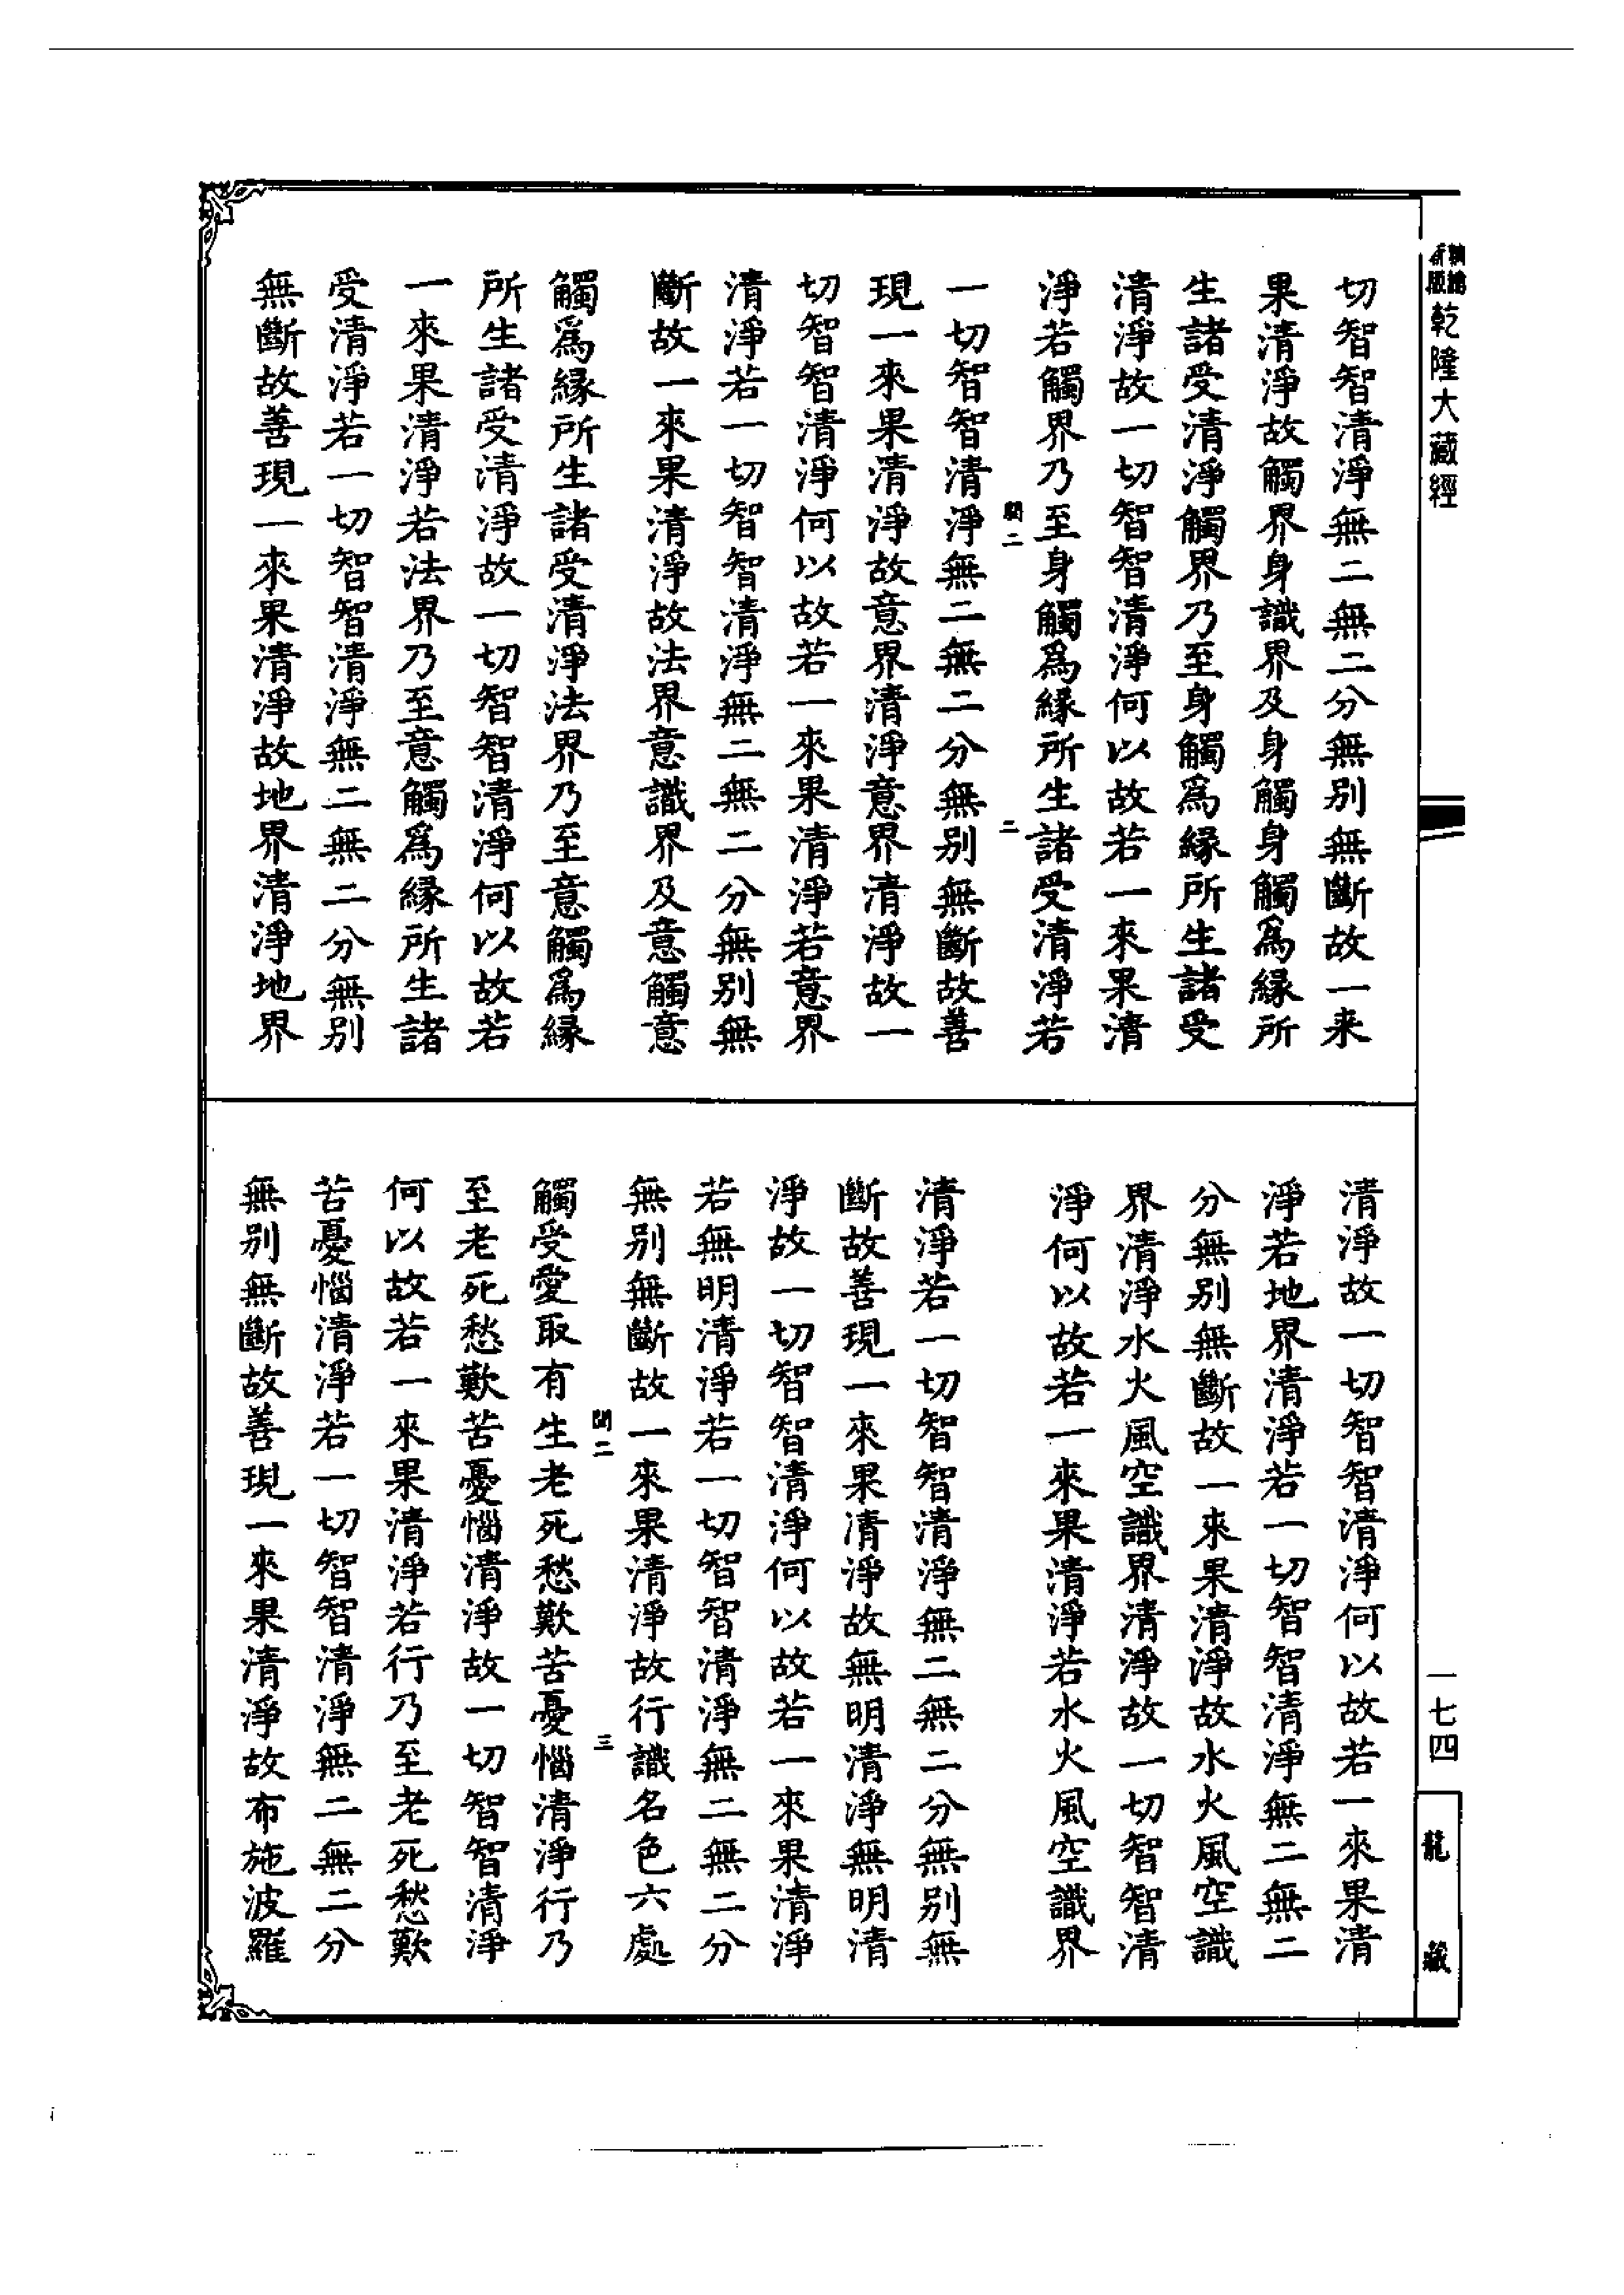 乾隆大藏經
切智智清淨無二無二分無别無斷故一来
果清淨故觸界身識界及身觸身觸爲縁所
生諸受清淨觸界乃至身觸爲縁所生諸受
清淨故一切智智清淨何以故若一來果清
淨若觸界乃至身觸爲縁所生諸受清淨若
二
一切智智清淨無二無二分無别無斷故善
現一來果清淨故意界清淨意界清淨故一
切智智清淨何以故若一來果清淨若意界
清淨若一切智智清淨無二無二分無别無
斷故一來果清淨故法界意識界及意觸意
觸爲縁所生諸受清淨法界乃至意觸爲縁
所生諸受清淨故一切智智清淨何以故若
一來果清淨若法界乃至意觸爲縁所生諸
受清淨若一切智智清淨無二無二分無别
無斷故善現一來果清淨故地界清淨地界
清淨故一切智智清淨何以故若一來果清
淨若地界清淨若一切智智清淨無二無二
分無别無斷故一來果清淨故水火風空識
界清淨水火風空識界清淨故一切智智清
淨何以故若一來果清淨若水火風空識界
清淨若一切智智清淨無二無二分無别無
斷故善現一來果清淨故無明清淨無明清
淨故一切智智清淨何以故若一來果清淨
若無明清淨若一切智智清淨無二無二分
無别無斷故一來果清淨故行識名色六處
三
觸受愛取有生老死愁歎苦憂惱清淨行乃
至老死愁歎苦憂惱清淨故一切智智清淨
何以故若一來果清淨若行乃至老死愁歎
苦憂惱清淨若一切智智清淨無二無二分
無别無斷故善現一來果清淨故布施波羅
一七四
龍藏